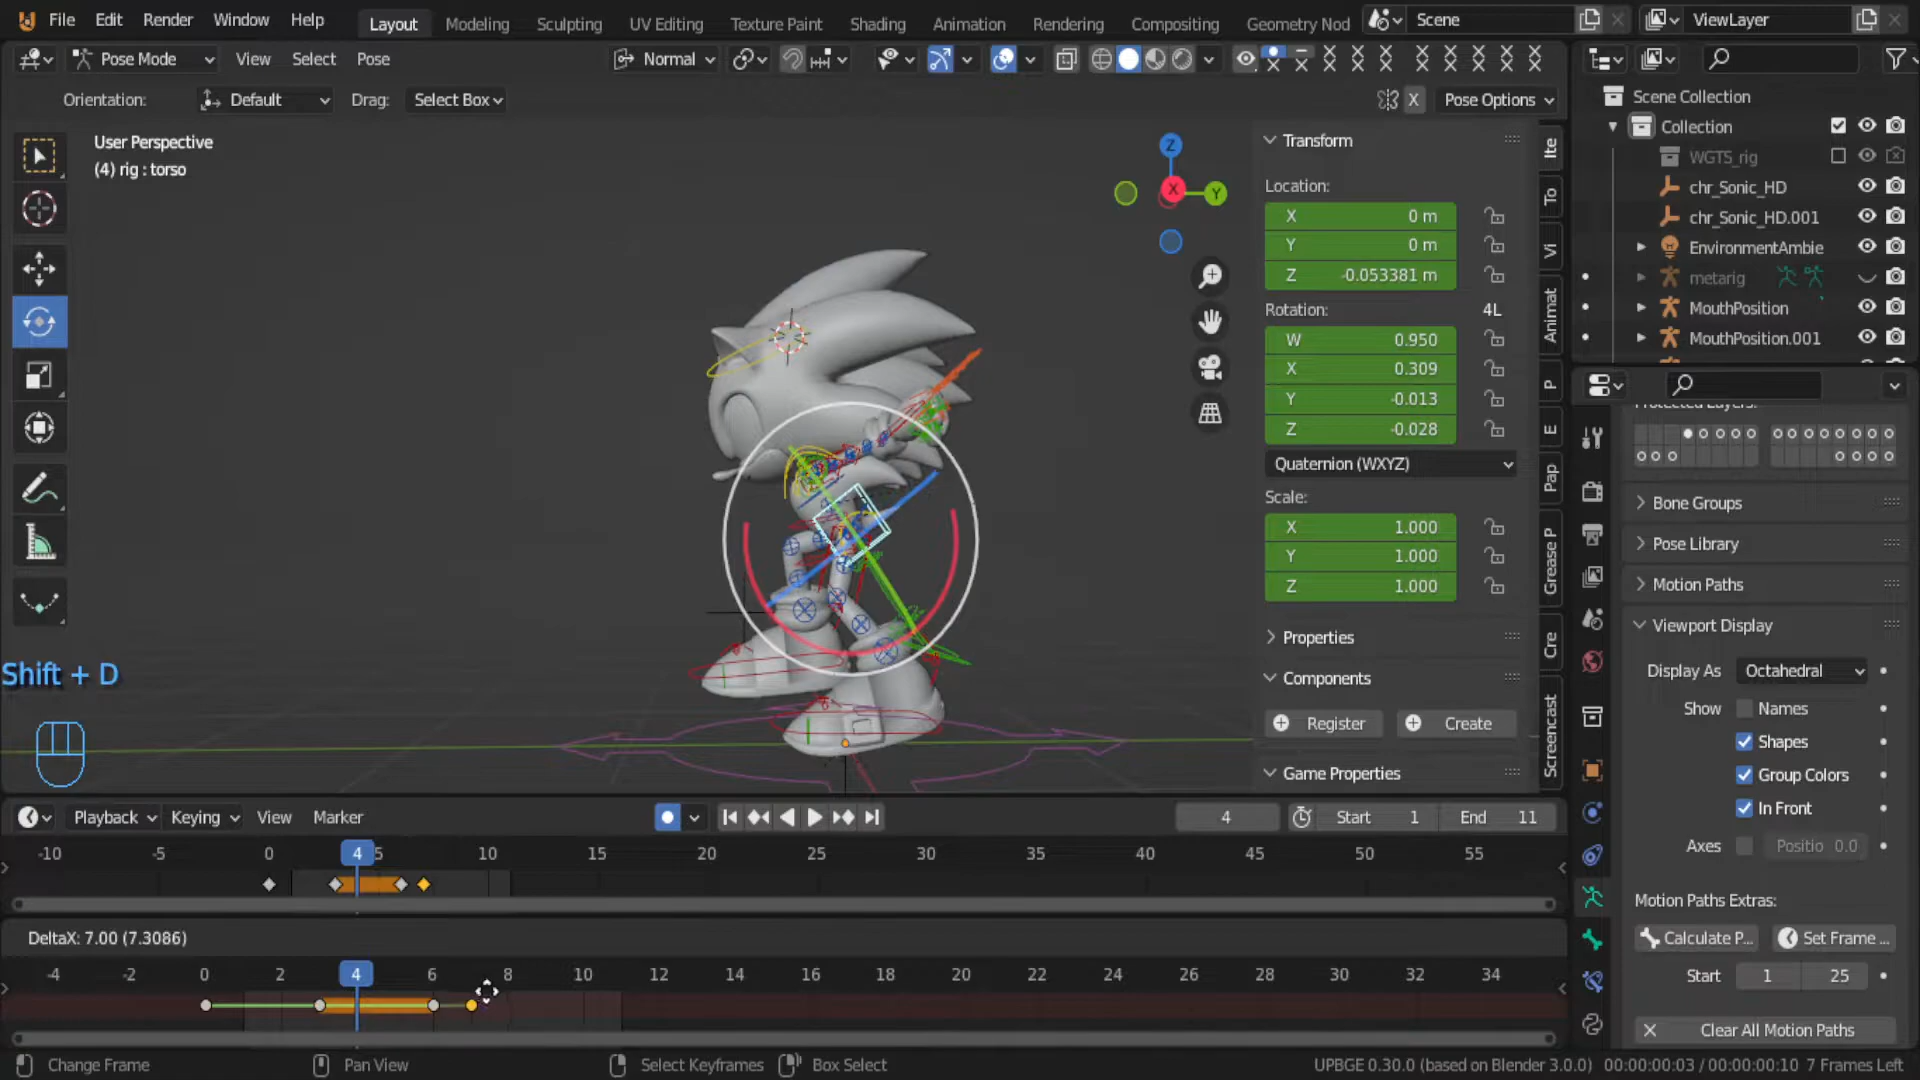 File Edit Render Window Help Layout Modeling Sculpting UV Editing Texture Paint Shading Animation Rendering Compositing Geometry Nod Scene ViewLayer
Pose Mode View Select Pose Normal
Orientation: Default Drag: Select Box X Pose Options
User Perspective
(4) rig : torso
Shift + D
Z
X
Y
Transform
Location:
X 0 m
Y 0 m
Z -0.053381 m
Rotation: 4L
W 0.950
X 0.309
Y -0.013
Z -0.028
Quaternion (WXYZ)
Scale:
X 1.000
Y 1.000
Z 1.000
Properties
Components
Register Create
Game Properties
Ite
To
Vi
Animat
P
E
Pap
Grease P
Cre
Screencast
Scene Collection
Collection
WGTS_rig
chr_Sonic_HD
chr_Sonic_HD.001
EnvironmentAmbie
metarig
MouthPosition
MouthPosition.001
Protected Layers:
Bone Groups
Pose Library
Motion Paths
Viewport Display
Display As Octahedral
Show Names
Shapes
Group Colors
In Front
Axes Positio 0.0
Motion Paths Extras:
Calculate P... Set Frame ...
Start 1 25
Clear All Motion Paths
Playback Keying View Marker 4 Start 1 End 11
-10 -5 0 4 5 10 15 20 25 30 35 40 45 50 55
DeltaX: 7.00 (7.3086)
-4 -2 0 2 4 6 8 10 12 14 16 18 20 22 24 26 28 30 32 34
Change Frame Pan View Select Keyframes Box Select UPBGE 0.30.0 (based on Blender 3.0.0) 00:00:00:03 / 00:00:00:10 7 Frames Left